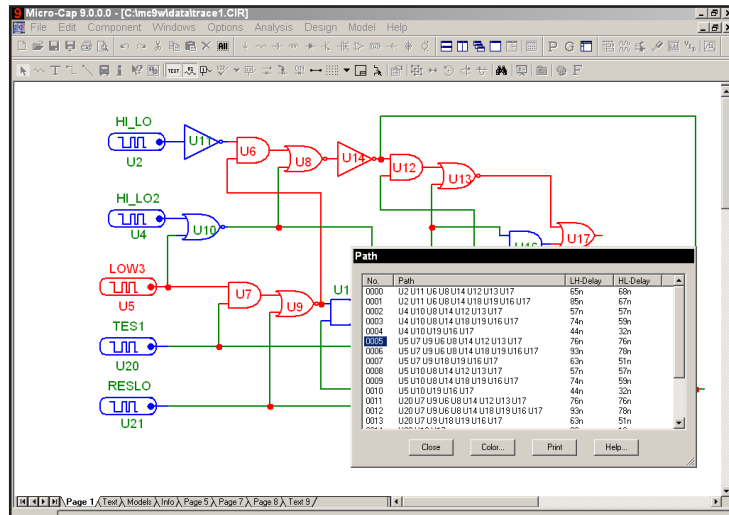 Micro-Cap 9.0.0.0 - [C:\mc9w\data\trace1.CIR]
File Edit Component Windows Options Analysis Design Model Help
P G
TEXT
F
HI_LO
U2
U11
U6
U8
U14
U12
U13
U17
HI_LO2
U4
U10
LOW3
U5
U7
U9
TES1
U20
RESLO
U21
Path
No. Path LH-Delay HL-Delay
0000 U2 U11 U6 U8 U14 U12 U13 U17 65n 68n
0001 U2 U11 U6 U8 U14 U18 U19 U16 U17 85n 67n
0002 U4 U10 U8 U14 U12 U13 U17 57n 57n
0003 U4 U10 U8 U14 U18 U19 U16 U17 74n 59n
0004 U4 U10 U19 U16 U17 44n 32n
0005 U5 U7 U9 U6 U8 U14 U12 U13 U17 76n 76n
0006 U5 U7 U9 U6 U8 U14 U18 U19 U16 U17 93n 78n
0007 U5 U7 U9 U18 U19 U16 U17 63n 51n
0008 U5 U10 U8 U14 U12 U13 U17 57n 57n
0009 U5 U10 U8 U14 U18 U19 U16 U17 74n 59n
0010 U5 U10 U19 U16 U17 44n 32n
0011 U20 U7 U9 U6 U8 U14 U12 U13 U17 76n 76n
0012 U20 U7 U9 U6 U8 U14 U18 U19 U16 U17 93n 78n
0013 U20 U7 U9 U18 U19 U16 U17 63n 51n
Close Color... Print Help...
Page 1 Text Models Info Page 5 Page 7 Page 8 Text 9